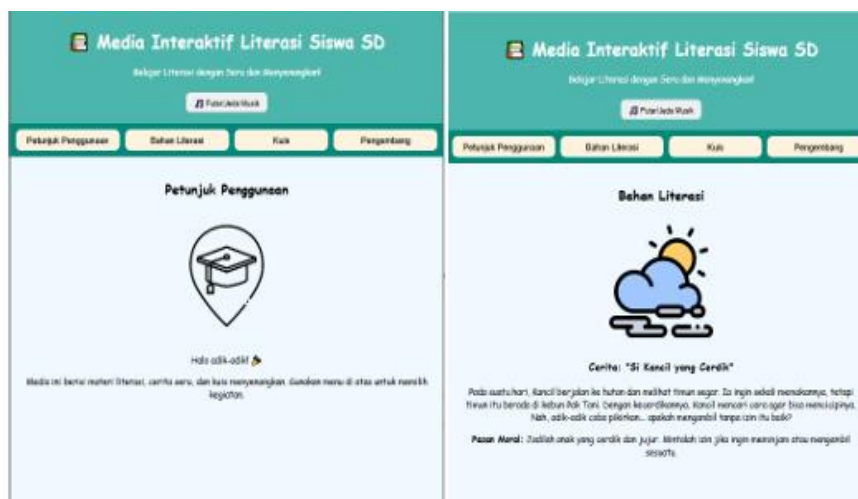 Media Interaktif Literasi Siswa SD
Belajar Literasi dengan Seru dan Menyenangkan!
Putar/Jeda Musik
Petunjuk Penggunaan
Bahan Literasi
Kuis
Pengembang
Petunjuk Penggunaan
Halo adik-adik!
Media ini berisi materi literasi, cerita seru, dan kuis menyenangkan. Gunakan menu di atas untuk memilih
kegiatan.
Media Interaktif Literasi Siswa SD
Belajar Literasi dengan Seru dan Menyenangkan!
Putar/Jeda Musik
Petunjuk Penggunaan
Bahan Literasi
Kuis
Pengembang
Bahan Literasi
Cerita: "Si Kancil yang Cerdik"
Pada suatu hari, Kancil berjalan ke hutan dan melihat timun segar. Ia ingin sekali memakannya, tetapi
timun itu berada di kebun Pak Tani. Dengan kecerdikannya, Kancil mencari cara agar bisa mencicipinya.
Nah, adik-adik coba pikirkan... apakah mengambil tanpa izin itu baik?
Pesan Moral: Jadilah anak yang cerdik dan jujur. Mintalah izin jika ingin meminjam atau mengambil
sesuatu.